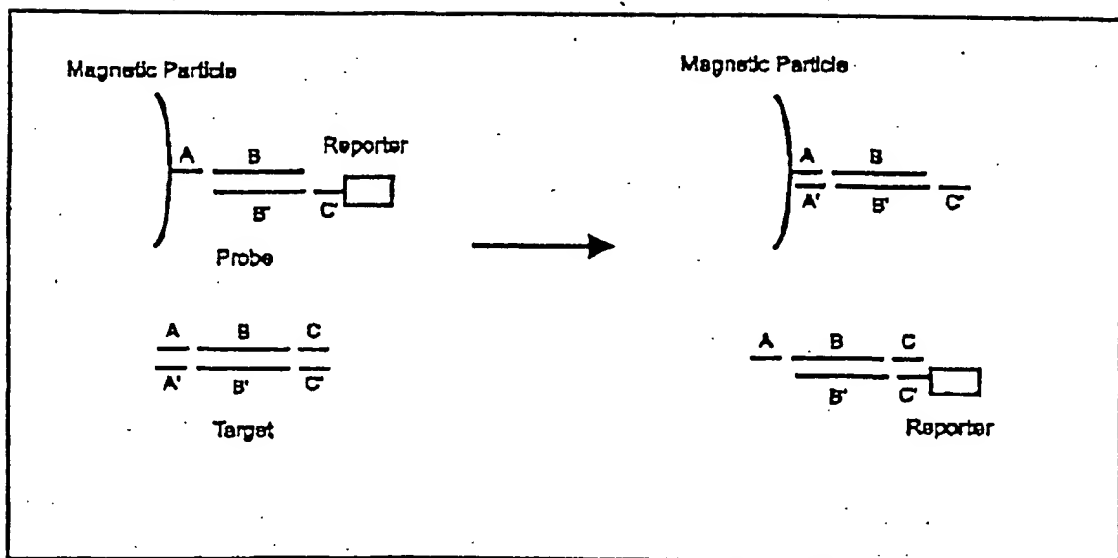 Magnetic Particle
Magnetic Particle
A B Reporter
B' C'
Probe
A B
A' B' C'
A B C
A' B' C'
Target
A B C
B' C'
Reporter